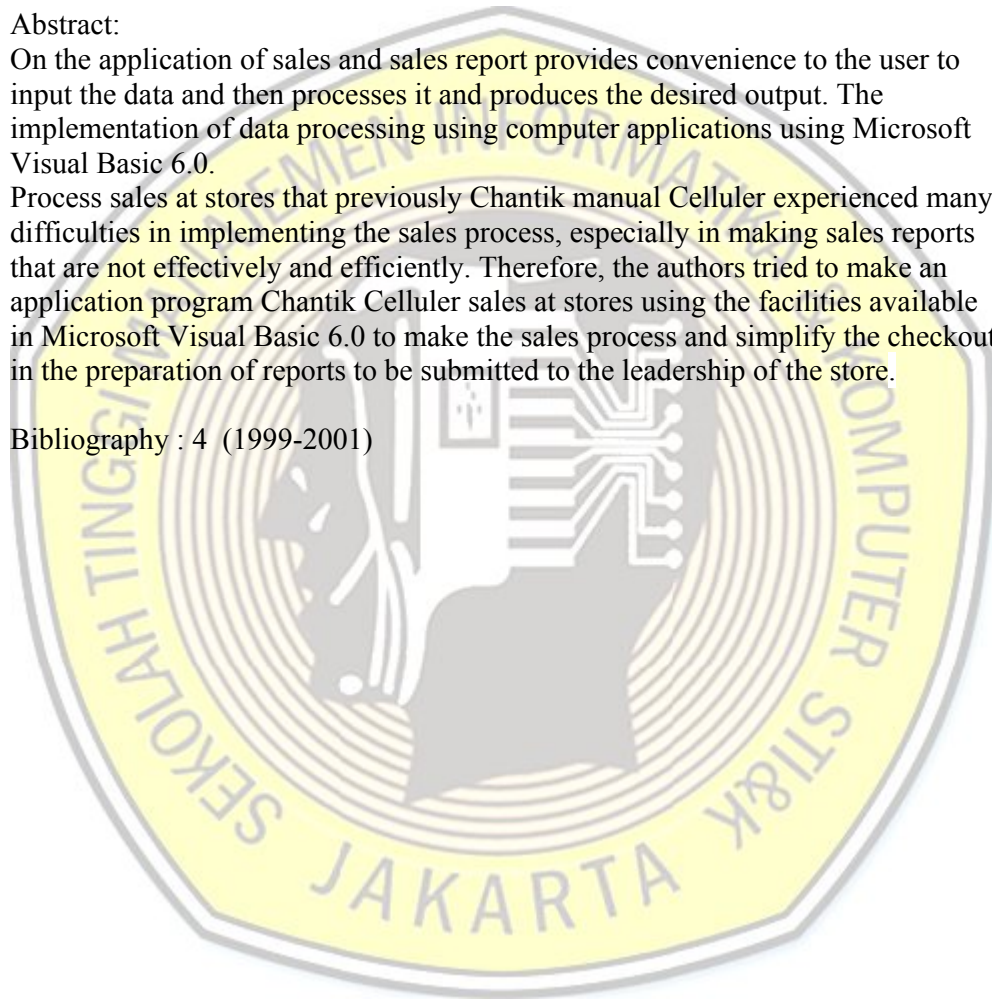 Abstract:
On the application of sales and sales report provides convenience to the user to
input the data and then processes it and produces the desired output. The
implementation of data processing using computer applications using Microsoft
Visual Basic 6.0.
Process sales at stores that previously Chantik manual Celluler experienced many
difficulties in implementing the sales process, especially in making sales reports
that are not effectively and efficiently. Therefore, the authors tried to make an
application program Chantik Celluler sales at stores using the facilities available
in Microsoft Visual Basic 6.0 to make the sales process and simplify the checkout
in the preparation of reports to be submitted to the leadership of the store.
Bibliography : 4 (1999-2001)
SEKOLAH TINGGI MANAJEMEN INFORMATIKA & KOMPUTER STI&K
JAKARTA